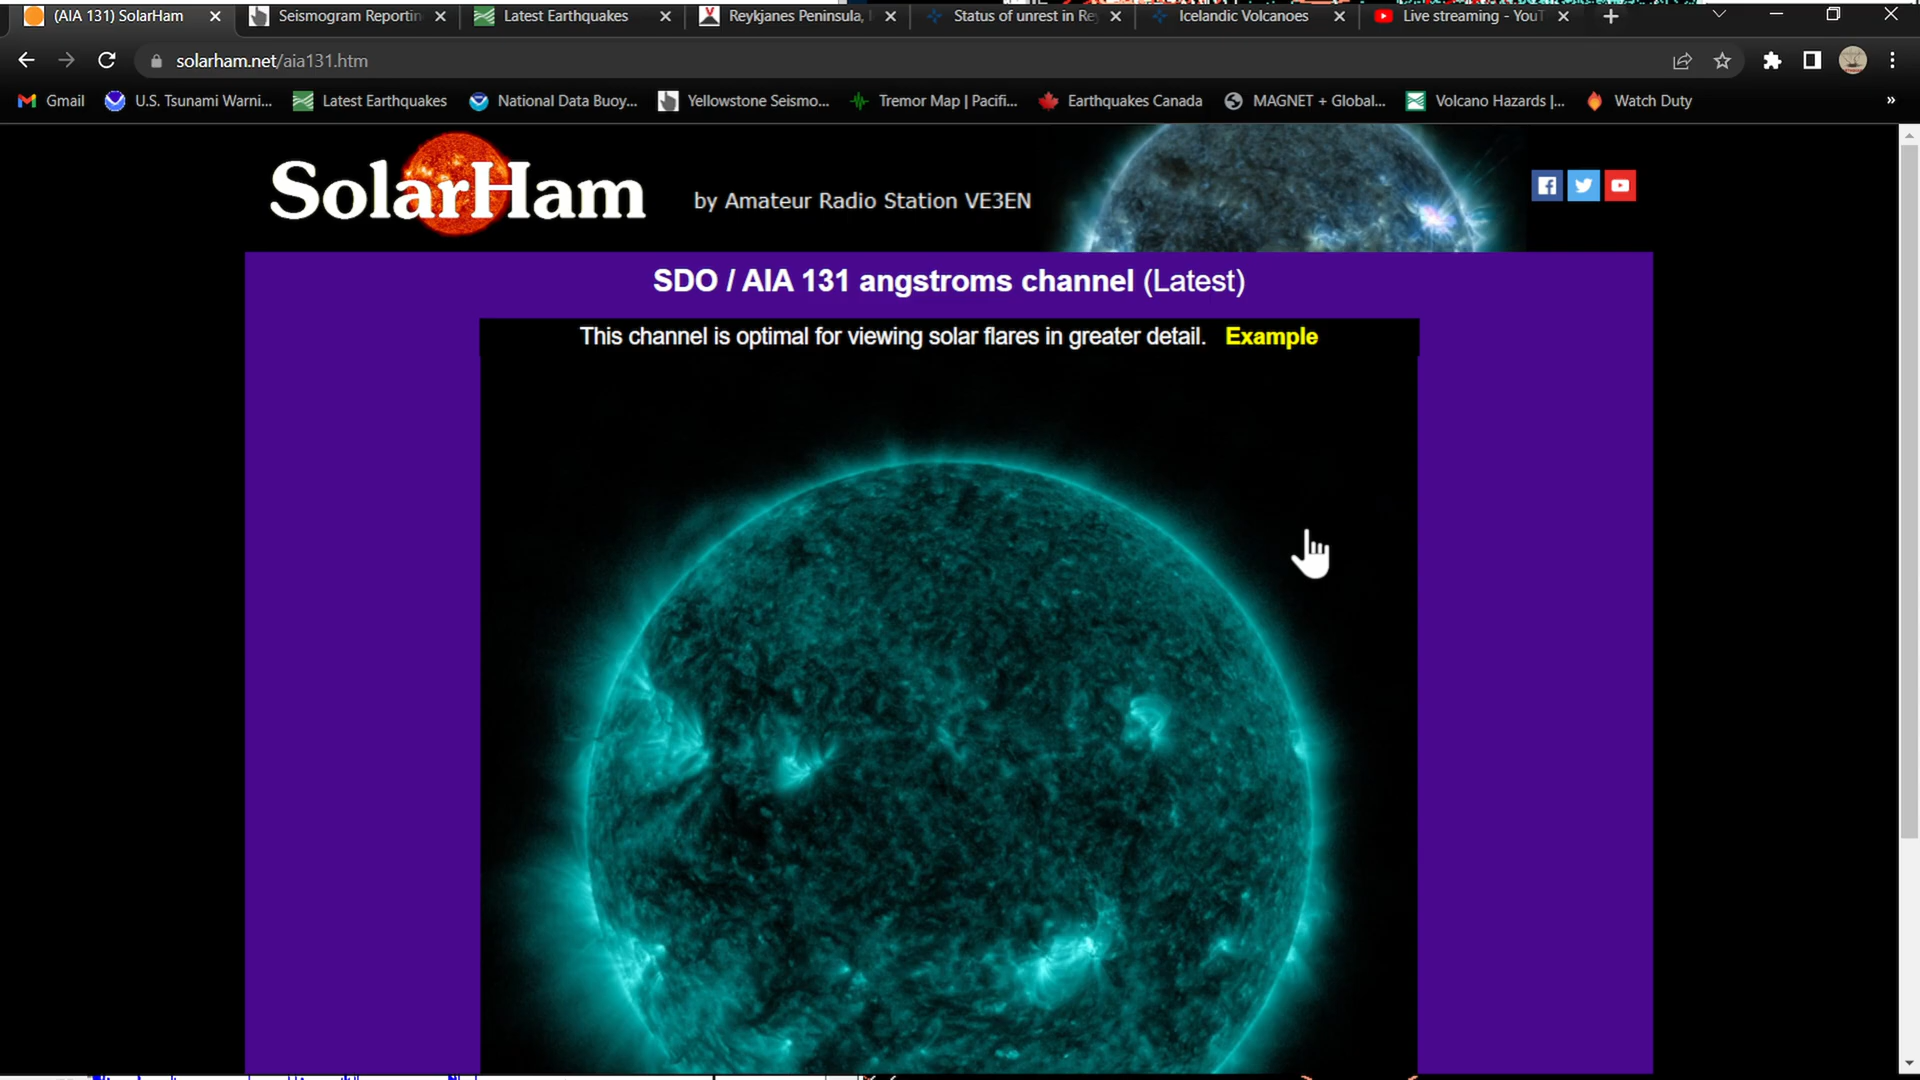 (AIA 131) SolarHam
Seismogram Reportin
Latest Earthquakes
Reykjanes Peninsula,
Status of unrest in Rey
Icelandic Volcanoes
Live streaming - YouT
solarham.net/aia131.htm
Gmail
U.S. Tsunami Warni...
Latest Earthquakes
National Data Buoy...
Yellowstone Seismo...
Tremor Map | Pacifi...
Earthquakes Canada
MAGNET + Global...
Volcano Hazards |...
Watch Duty
»
SolarHam
by Amateur Radio Station VE3EN
SDO / AIA 131 angstroms channel (Latest)
This channel is optimal for viewing solar flares in greater detail. Example